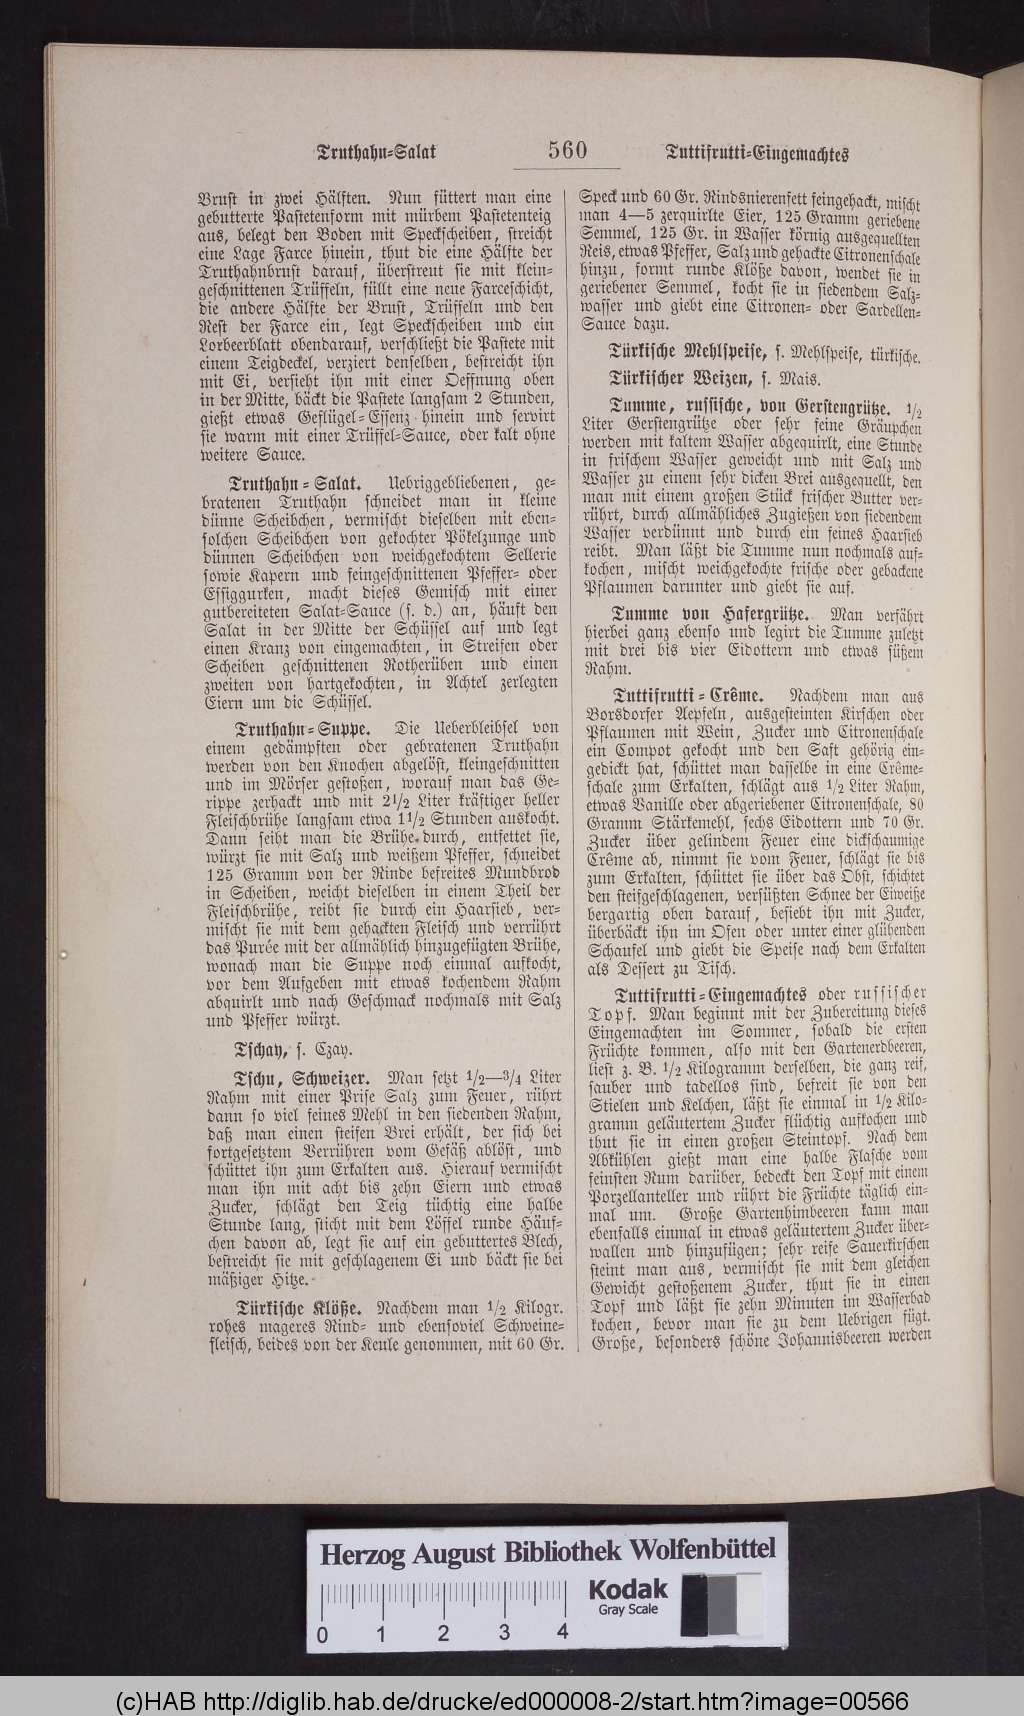 Truthahn-Salat 560 Tuttifrutti-Eingemachtes
Brust in zwei Hälften. Nun füttert man eine
gebutterte Pastetenform mit mürbem Pastetenteig
aus, belegt den Boden mit Speckscheiben, streicht
eine Lage Farce hinein, thut die eine Hälfte der
Truthahnbrust darauf, überstreut sie mit klein-
geschnittenen Trüffeln, füllt eine neue Farceschicht,
die andere Hälfte der Brust, Trüffeln und den
Rest der Farce ein, legt Speckscheiben und ein
Lorbeerblatt obendarauf, verschließt die Pastete mit
einem Teigdeckel, verziert denselben, bestreicht ihn
mit Ei, versieht ihn mit einer Oeffnung oben
in der Mitte, bäckt die Pastete langsam 2 Stunden,
gießt etwas Geflügel-Essenz hinein und servirt
sie warm mit einer Trüffel-Sauce, oder kalt ohne
weitere Sauce.
Truthahn-Salat. Uebriggebliebenen, ge-
bratenen Truthahn schneidet man in kleine
dünne Scheibchen, vermischt dieselben mit eben-
solchen Scheibchen von gekochter Pökelzunge und
dünnen Scheibchen von weichgekochtem Sellerie
sowie Kapern und feingeschnittenen Pfeffer- oder
Essiggurken, macht dieses Gemisch mit einer
gutbereiteten Salat-Sauce (s. d.) an, häuft den
Salat in der Mitte der Schüssel auf und legt
einen Kranz von eingemachten, in Streifen oder
Scheiben geschnittenen Rotherüben und einen
zweiten von hartgekochten, in Achtel zerlegten
Eiern um die Schüssel.
Truthahn-Suppe. Die Ueberbleibsel von
einem gedämpften oder gebratenen Truthahn
werden von den Knochen abgelöst, kleingeschnitten
und im Mörser gestoßen, worauf man das Ge-
rippe zerhackt und mit 2 1/2 Liter kräftiger heller
Fleischbrühe langsam etwa 1 1/2 Stunden auskocht.
Dann seiht man die Brühe durch, entfettet sie,
würzt sie mit Salz und weißem Pfeffer, schneidet
125 Gramm von der Rinde befreites Mundbrod
in Scheiben, weicht dieselben in einem Theil der
Fleischbrühe, reibt sie durch ein Haarsieb, ver-
mischt sie mit dem gehackten Fleisch und verrührt
das Purée mit der allmählich hinzugefügten Brühe,
wonach man die Suppe noch einmal aufkocht,
vor dem Aufgeben mit etwas kochendem Rahm
abquirlt und nach Geschmack nochmals mit Salz
und Pfeffer würzt.
Tschay, s. Czay.
Tschu, Schweizer. Man setzt 1/2—3/4 Liter
Rahm mit einer Prise Salz zum Feuer, rührt
dann so viel feines Mehl in den siedenden Rahm,
daß man einen steifen Brei erhält, der sich bei
fortgesetztem Verrühren vom Gefäß ablöst, und
schüttet ihn zum Erkalten aus. Hierauf vermischt
man ihn mit acht bis zehn Eiern und etwas
Zucker, schlägt den Teig tüchtig eine halbe
Stunde lang, sticht mit dem Löffel runde Häuf-
chen davon ab, legt sie auf ein gebuttertes Blech,
bestreicht sie mit geschlagenem Ei und bäckt sie bei
mäßiger Hitze.
Türkische Klöße. Nachdem man 1/2 Kilogr.
rohes mageres Rind- und ebensoviel Schweine-
fleisch, beides von der Keule genommen, mit 60 Gr.
Speck und 60 Gr. Rindsnierenfett feingehackt, mischt
man 4—5 zerquirlte Eier, 125 Gramm geriebene
Semmel, 125 Gr. in Wasser körnig ausgequellten
Reis, etwas Pfeffer, Salz und gehackte Citronenschale
hinzu, formt runde Klöße davon, wendet sie in
geriebener Semmel, kocht sie in siedendem Salz-
wasser und giebt eine Citronen- oder Sardellen-
Sauce dazu.
Türkische Mehlspeise, s. Mehlspeise, türkische.
Türkischer Weizen, s. Mais.
Tumme, russische, von Gerstengrütze. 1/2
Liter Gerstengrütze oder sehr feine Gräupchen
werden mit kaltem Wasser abgequirlt, eine Stunde
in frischem Wasser geweicht und mit Salz und
Wasser zu einem sehr dicken Brei ausgequellt, den
man mit einem großen Stück frischer Butter ver-
rührt, durch allmähliches Zugießen von siedendem
Wasser verdünnt und durch ein feines Haarsieb
reibt. Man läßt die Tumme nun nochmals auf-
kochen, mischt weichgekochte frische oder gebackene
Pflaumen darunter und giebt sie auf.
Tumme von Hafergrütze. Man verfährt
hierbei ganz ebenso und legirt die Tumme zuletzt
mit drei bis vier Eidottern und etwas süßem
Rahm.
Tuttifrutti-Crême. Nachdem man aus
Borsdorfer Aepfeln, ausgesteinten Kirschen oder
Pflaumen mit Wein, Zucker und Citronenschale
ein Compot gekocht und den Saft gehörig ein-
gedickt hat, schüttet man dasselbe in eine Crême-
schale zum Erkalten, schlägt aus 1/2 Liter Rahm,
etwas Vanille oder abgeriebener Citronenschale, 80
Gramm Stärkemehl, sechs Eidottern und 70 Gr.
Zucker über gelindem Feuer eine dickschaumige
Crême ab, nimmt sie vom Feuer, schlägt sie bis
zum Erkalten, schüttet sie über das Obst, schichtet
den steifgeschlagenen, versüßten Schnee der Eiweiße
bergartig oben darauf, besiebt ihn mit Zucker,
überbäckt ihn im Ofen oder unter einer glühenden
Schaufel und giebt die Speise nach dem Erkalten
als Dessert zu Tisch.
Tuttifrutti-Eingemachtes oder russischer
Topf. Man beginnt mit der Zubereitung dieses
Eingemachten im Sommer, sobald die ersten
Früchte kommen, also mit den Gartenerdbeeren,
liest z. B. 1/2 Kilogramm derselben, die ganz reif,
sauber und tadellos sind, befreit sie von den
Stielen und Kelchen, läßt sie einmal in 1/2 Kilo-
gramm geläutertem Zucker flüchtig aufkochen und
thut sie in einen großen Steintopf. Nach dem
Abkühlen gießt man eine halbe Flasche vom
feinsten Rum darüber, bedeckt den Topf mit einem
Porzellanteller und rührt die Früchte täglich ein-
mal um. Große Gartenhimbeeren kann man
ebenfalls einmal in etwas geläutertem Zucker über-
wallen und hinzufügen; sehr reife Sauerkirschen
steint man aus, vermischt sie mit dem gleichen
Gewicht gestoßenem Zucker, thut sie in einen
Topf und läßt sie zehn Minuten im Wasserbad
kochen, bevor man sie zu dem Uebrigen fügt.
Große, besonders schöne Johannisbeeren werden
Herzog August Bibliothek Wolfenbüttel
Kodak
Gray Scale
0 1 2 3 4
(c)HAB http://diglib.hab.de/drucke/ed000008-2/start.htm?image=00566